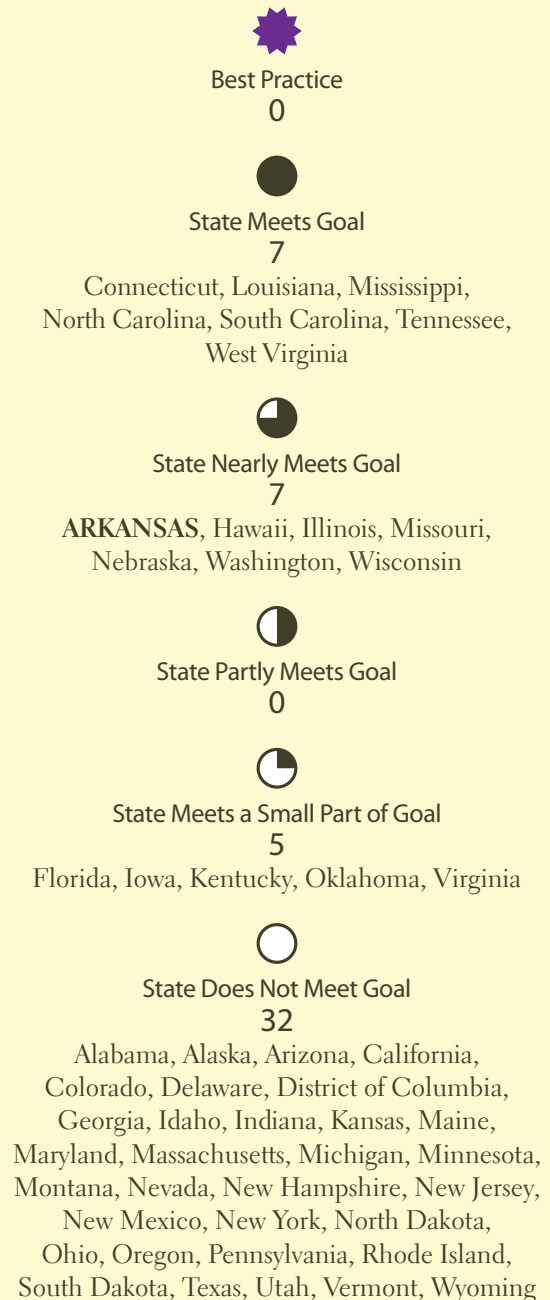 Best Practice
0
State Meets Goal
7
Connecticut, Louisiana, Mississippi,
North Carolina, South Carolina, Tennessee,
West Virginia
State Nearly Meets Goal
7
ARKANSAS, Hawaii, Illinois, Missouri,
Nebraska, Washington, Wisconsin
State Partly Meets Goal
0
State Meets a Small Part of Goal
5
Florida, Iowa, Kentucky, Oklahoma, Virginia
State Does Not Meet Goal
32
Alabama, Alaska, Arizona, California,
Colorado, Delaware, District of Columbia,
Georgia, Idaho, Indiana, Kansas, Maine,
Maryland, Massachusetts, Michigan, Minnesota,
Montana, Nevada, New Hampshire, New Jersey,
New Mexico, New York, North Dakota,
Ohio, Oregon, Pennsylvania, Rhode Island,
South Dakota, Texas, Utah, Vermont, Wyoming